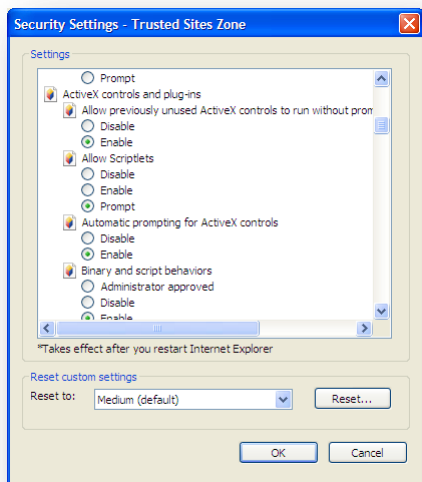 Security Settings - Trusted Sites Zone
Settings
Prompt
ActiveX controls and plug-ins
Allow previously unused ActiveX controls to run without prom
Disable
Enable
Allow Scriptlets
Disable
Enable
Prompt
Automatic prompting for ActiveX controls
Disable
Enable
Binary and script behaviors
Administrator approved
Disable
Enable
*Takes effect after you restart Internet Explorer
Reset custom settings
Reset to: Medium (default) Reset...
OK Cancel